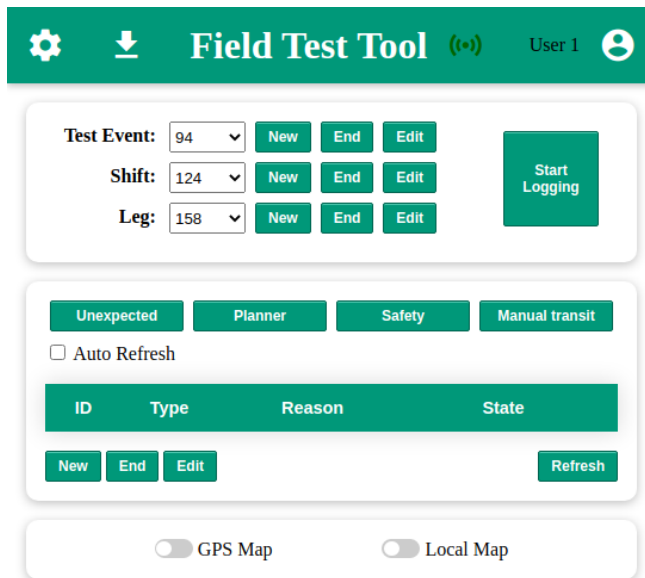 Field Test Tool User 1
Test Event: 94 New End Edit
Shift: 124 New End Edit
Start Logging
Leg: 158 New End Edit
Unexpected Planner Safety Manual transit
Auto Refresh
ID Type Reason State
New End Edit Refresh
GPS Map Local Map